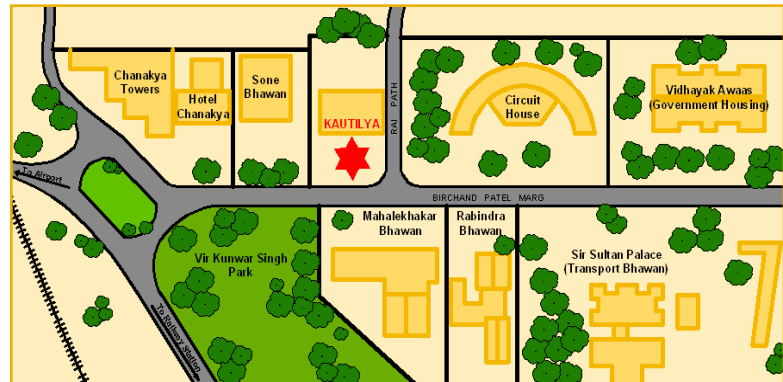 Chanakya
Towers
Hotel
Chanakya
Sone
Bhawan
KAUTILYA
RAI PATH
Circuit
House
Vidhayak Awaas
(Government Housing)
To Airport
BIRCHAND PATEL MARG
Vir Kunwar Singh
Park
Mahalekhakar
Bhawan
Rabindra
Bhawan
Sir Sultan Palace
(Transport Bhawan)
To Railway Station